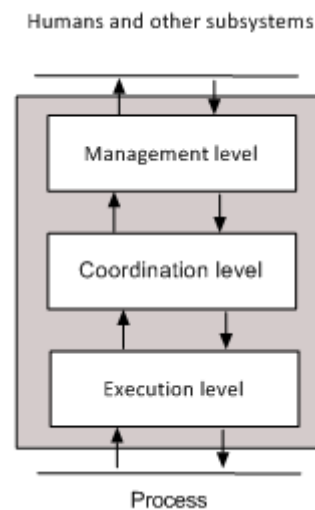 Humans and other subsystems
Management level
Coordination level
Execution level
Process